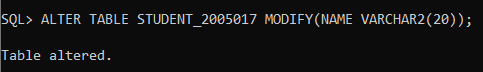 SQL> ALTER TABLE STUDENT_2005017 MODIFY(NAME VARCHAR2(20));
Table altered.